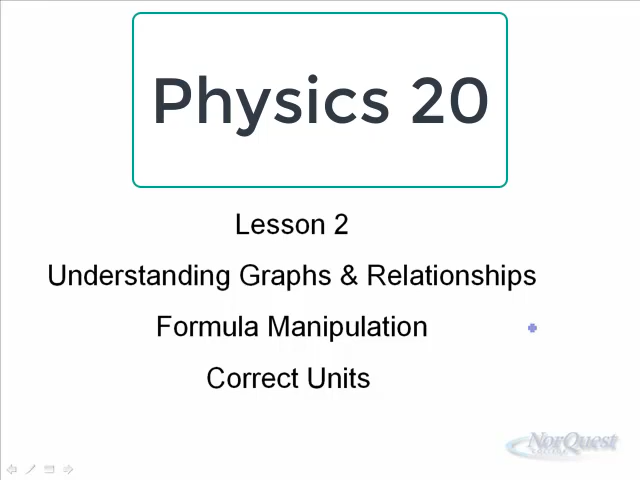 Physics 20
Lesson 2
Understanding Graphs & Relationships
Formula Manipulation
Correct Units
NorQuest